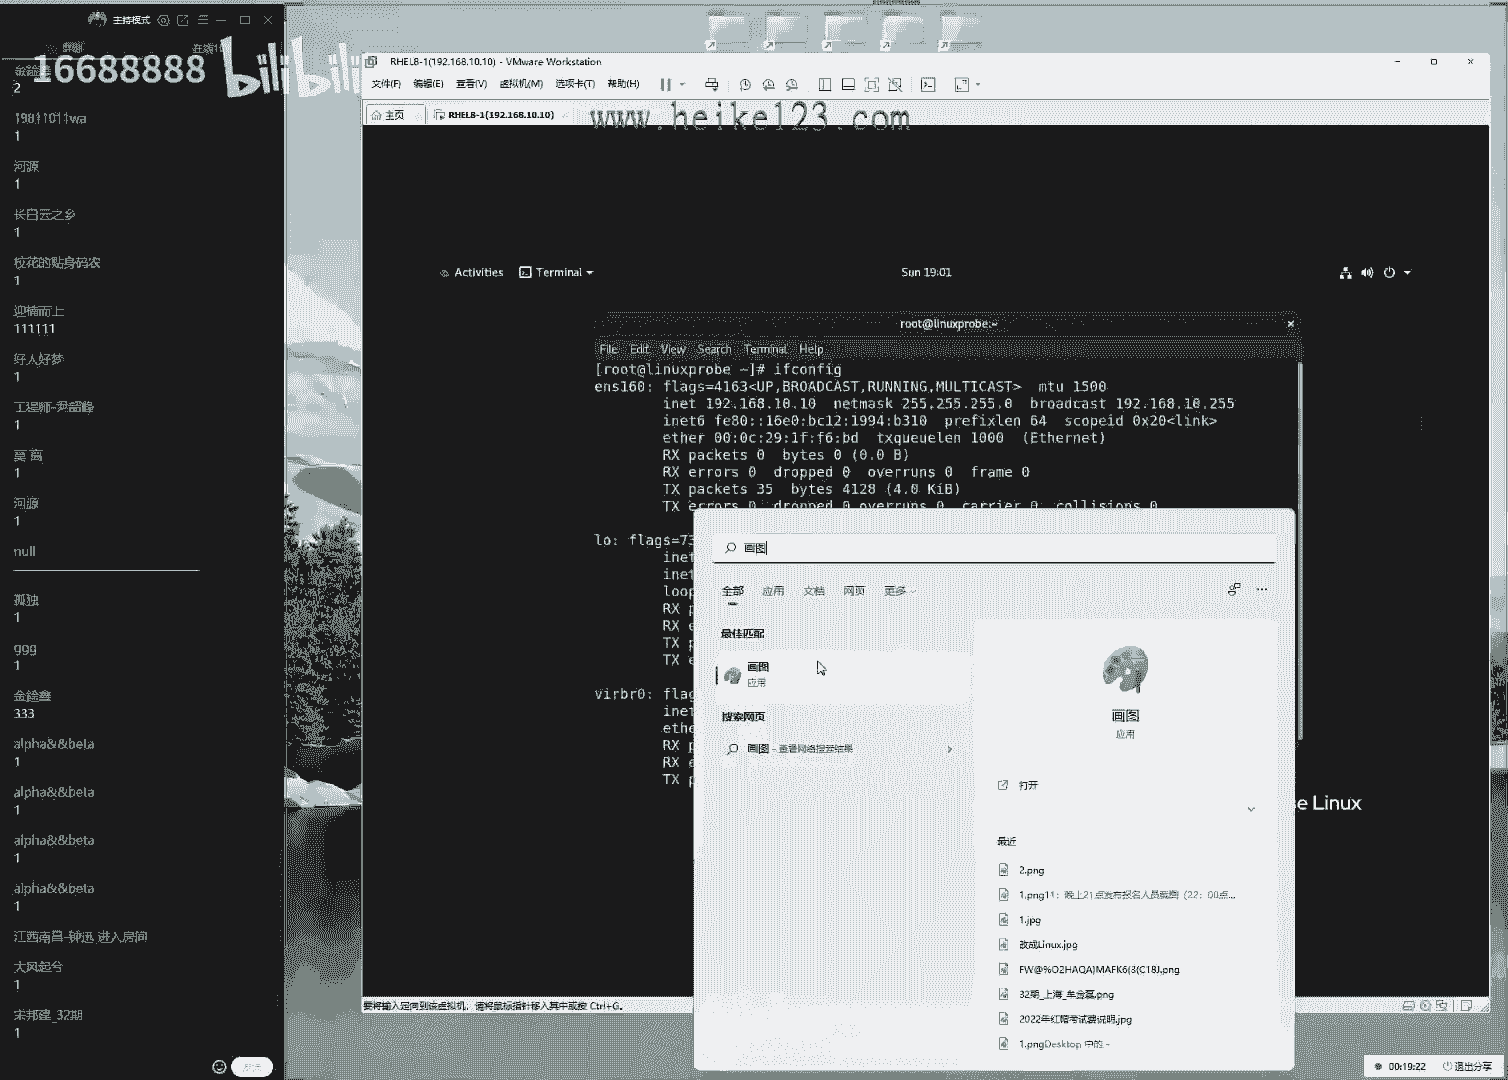 主持模式
16688888 bilibili
2
19811011wa
1
河源
1
长白云之乡
1
校花的贴身码农
1
迎楠而上
111111
好人好梦
1
工程师-尹韶峰
1
莫 离
1
河源
1
null
孤独
1
ggg
1
金鑫鑫
333
alpha&&beta
1
alpha&&beta
1
alpha&&beta
1
alpha&&beta
1
江西南昌-钟迅 进入房间
大风起兮
1
宋邦建_32期
1
RHEL8-1(192.168.10.10) - VMware Workstation
文件(F) 编辑(E) 查看(V) 虚拟机(M) 选项卡(T) 帮助(H)
主页 RHEL8-1(192.168.10.10)
www.heike123.com
Activities Terminal Sun 19:01
root@linuxprobe:~
File Edit View Search Terminal Help
[root@linuxprobe ~]# ifconfig
ens160: flags=4163<UP,BROADCAST,RUNNING,MULTICAST> mtu 1500
inet 192.168.10.10 netmask 255.255.255.0 broadcast 192.168.10.255
inet6 fe80::16e0:bc12:1994:b310 prefixlen 64 scopeid 0x20<link>
ether 00:0c:29:1f:f6:bd txqueuelen 1000 (Ethernet)
RX packets 0 bytes 0 (0.0 B)
RX errors 0 dropped 0 overruns 0 frame 0
TX packets 35 bytes 4128 (4.0 KiB)
TX errors 0 dropped 0 overruns 0 carrier 0 collisions 0
lo: flags=73
inet
inet
loop
RX p
RX e
TX p
TX e
virbr0: flag
inet
ethe
RX p
RX e
TX p
画图
全部 应用 文档 网页 更多
最佳匹配
画图
应用
搜索网页
画图 - 查看网络搜索结果
画图
应用
打开
最近
2.png
1.png11：晚上21点发布报名人员截图（22：00点...
1.jpg
改成Linux.jpg
FW@%O2HAQA}MAFK6(3(C18J.png
32期_上海_车金磊.png
2022年红帽考试费说明.jpg
1.pngDesktop 中的 -
e Linux
要将输入定向到该虚拟机，请将鼠标指针移入其中或按 Ctrl+G。
00:19:22 退出分享